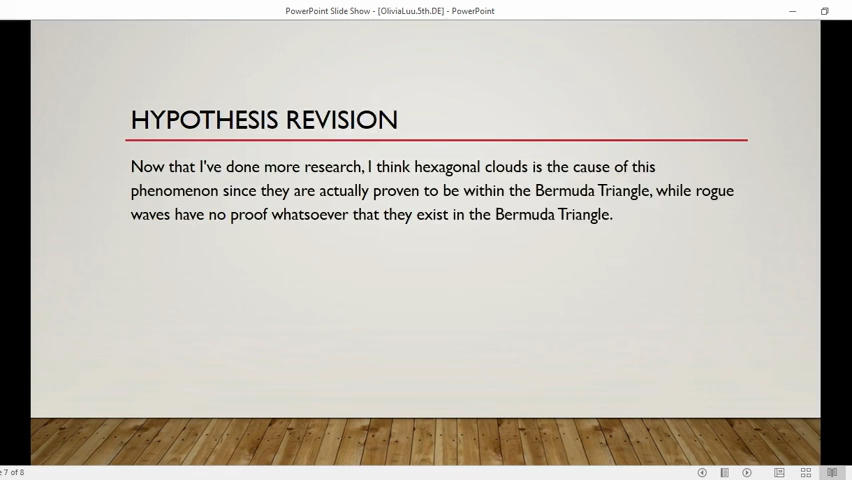 PowerPoint Slide Show - [OliviaLuu.5th.DE] - PowerPoint
HYPOTHESIS REVISION
Now that I've done more research, I think hexagonal clouds is the cause of this
phenomenon since they are actually proven to be within the Bermuda Triangle, while rogue
waves have no proof whatsoever that they exist in the Bermuda Triangle.
7 of 8